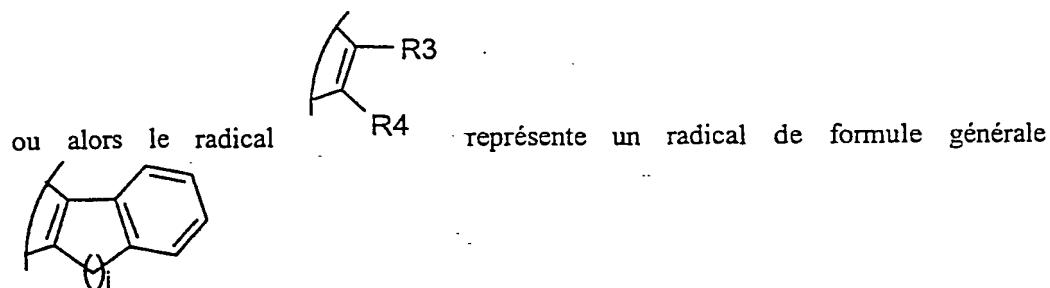 R3
R4
ou alors le radical représente un radical de formule générale
()i